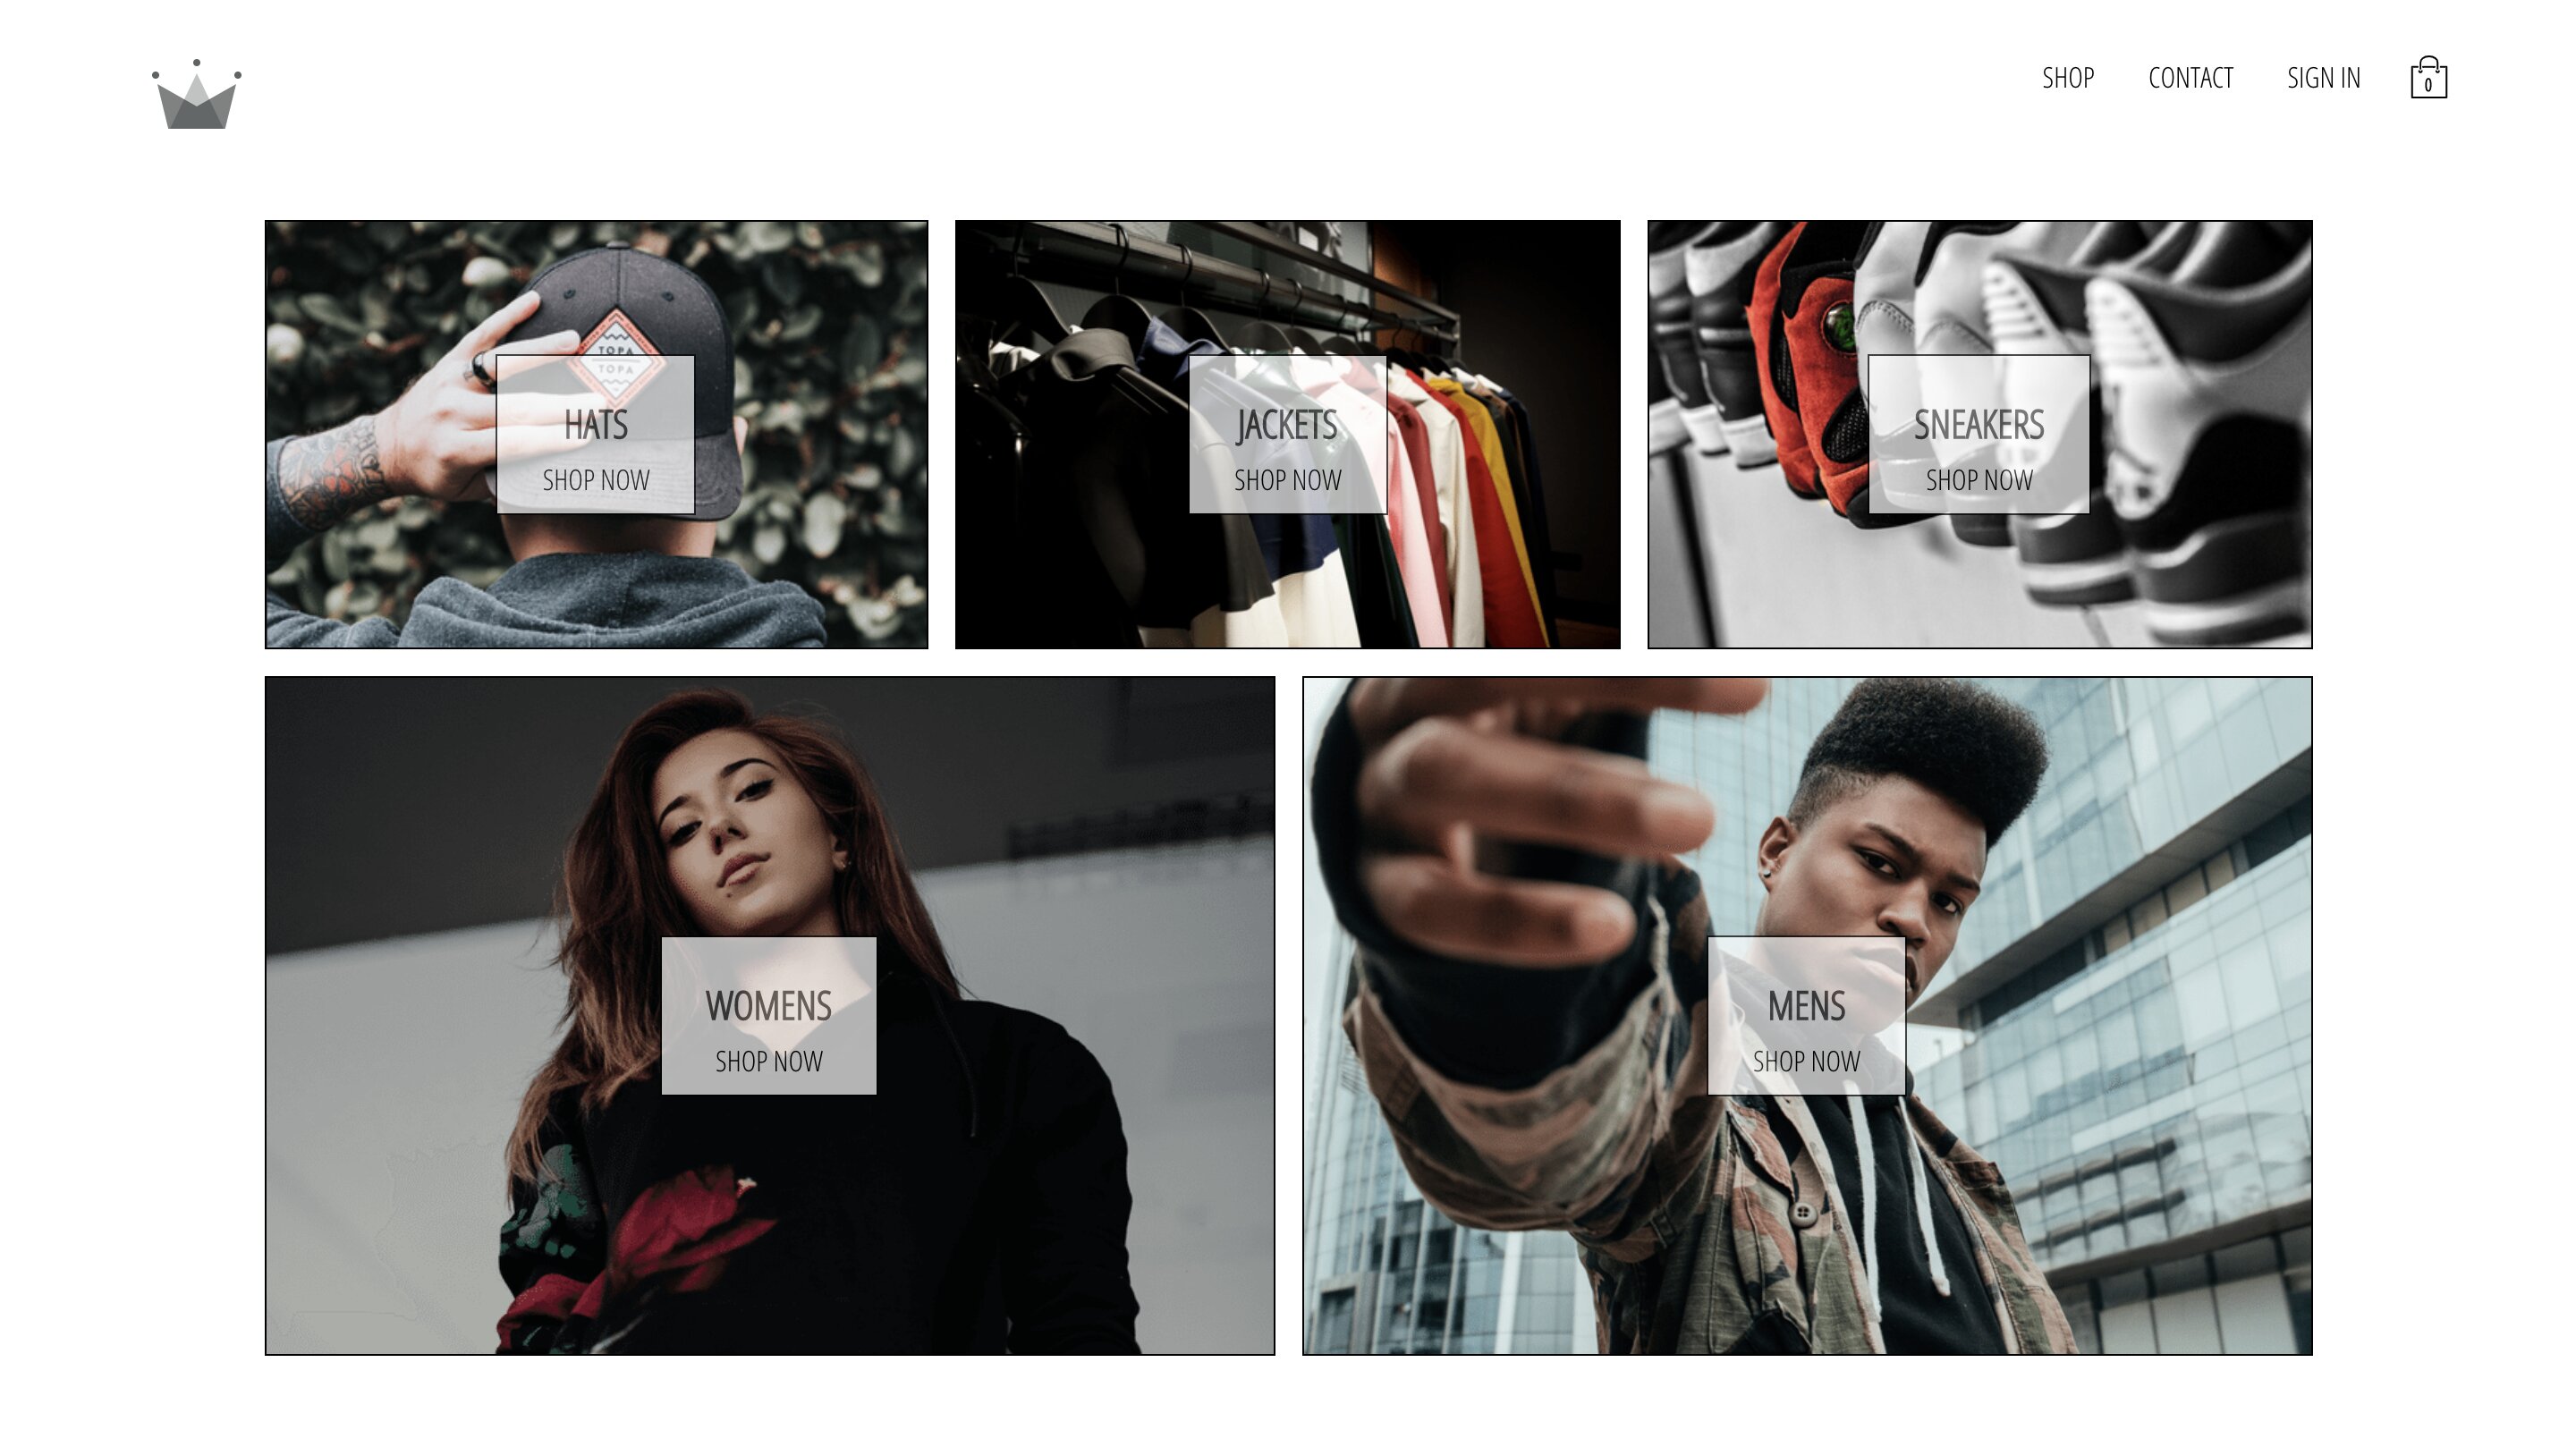 SHOP CONTACT SIGN IN 0
TOPA
TOPA
HATS
SHOP NOW
JACKETS
SHOP NOW
SNEAKERS
SHOP NOW
WOMENS
SHOP NOW
MENS
SHOP NOW